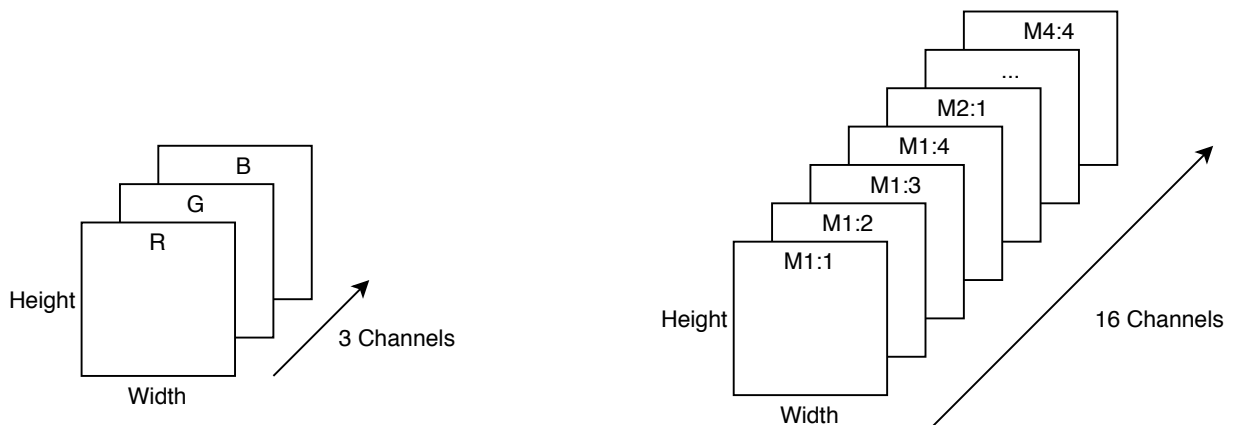 B
G
R
Height
3 Channels
Width
M4:4
...
M2:1
M1:4
M1:3
M1:2
M1:1
Height
16 Channels
Width